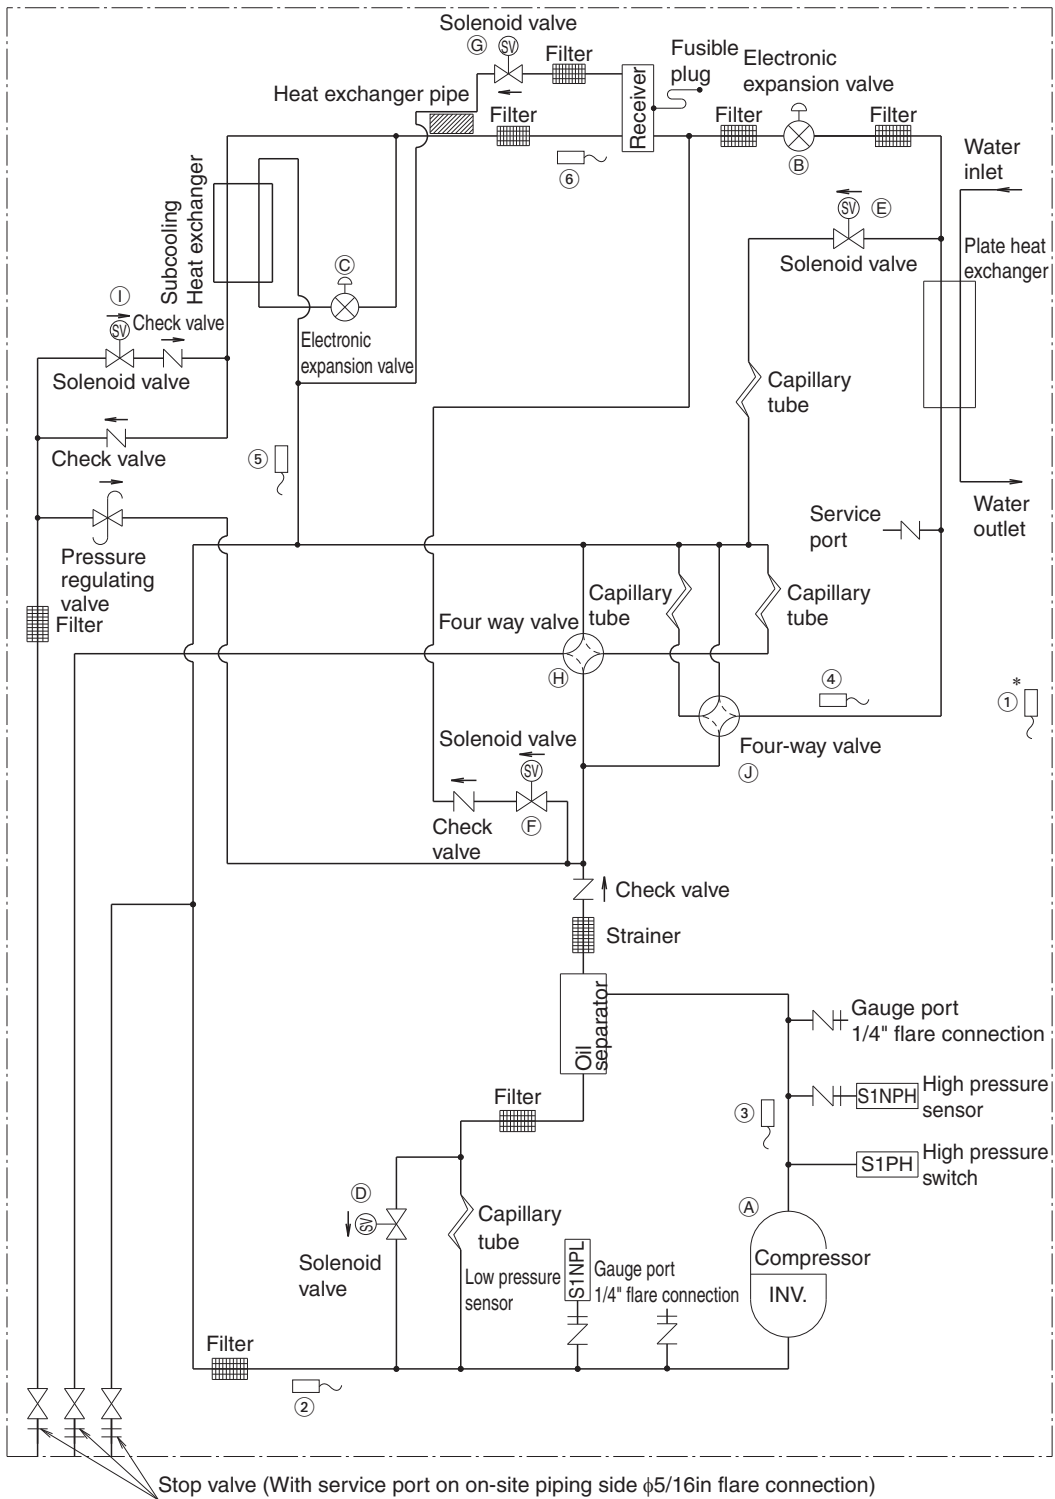 Solenoid valve
G
SV
Filter
Fusible
plug
Electronic
expansion valve
Heat exchanger pipe
Filter
Receiver
Filter
Filter
B
6
Water
inlet
SV
E
Solenoid valve
Plate heat
exchanger
Subcooling
Heat exchanger
C
I
SV
Check valve
Electronic
expansion valve
Solenoid valve
Capillary
tube
Check valve
5
Water
outlet
Service
port
Pressure
regulating
valve
Filter
Capillary
tube
Capillary
tube
Four way valve
H
4
*
1
Solenoid valve
SV
Four-way valve
J
F
Check
valve
Check valve
Strainer
Oil
separator
Gauge port
1/4" flare connection
Filter
3
S1NPH
High pressure
sensor
S1PH
High pressure
switch
D
SV
A
Capillary
tube
Solenoid
valve
Low pressure
sensor
S1NPL
Gauge port
1/4" flare connection
Compressor
INV.
Filter
2
Stop valve (With service port on on-site piping side ϕ5/16in flare connection)